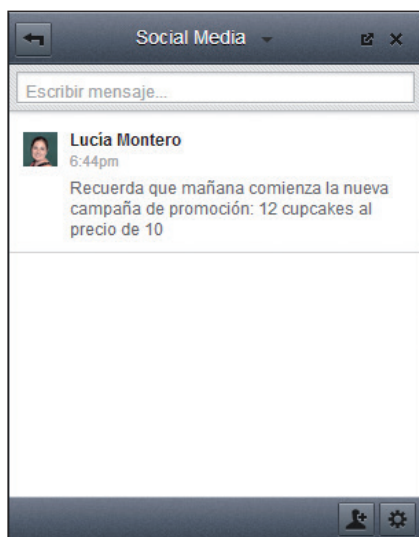 Social Media
Escribir mensaje...
Lucía Montero
6:44pm
Recuerda que mañana comienza la nueva
campaña de promoción: 12 cupcakes al
precio de 10